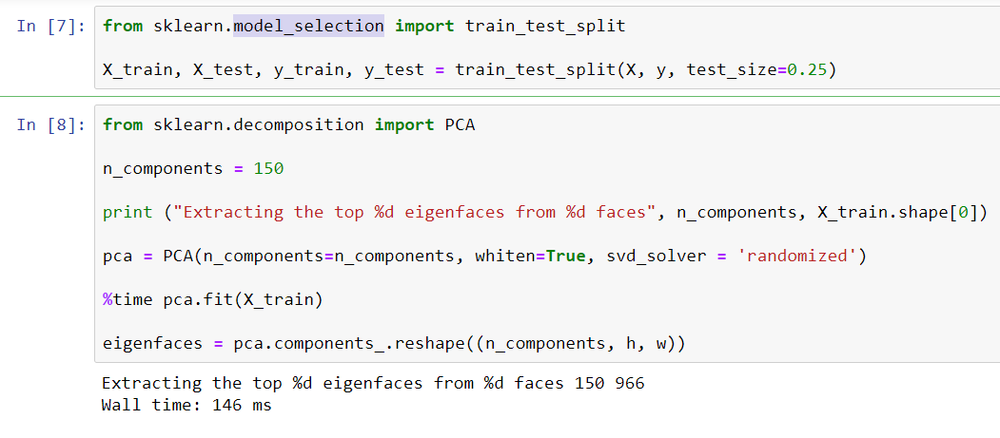 In [7]: from sklearn.model_selection import train_test_split
X_train, X_test, y_train, y_test = train_test_split(X, y, test_size=0.25)
In [8]: from sklearn.decomposition import PCA
n_components = 150
print ("Extracting the top %d eigenfaces from %d faces", n_components, X_train.shape[0])
pca = PCA(n_components=n_components, whiten=True, svd_solver = 'randomized')
%time pca.fit(X_train)
eigenfaces = pca.components_.reshape((n_components, h, w))
Extracting the top %d eigenfaces from %d faces 150 966
Wall time: 146 ms